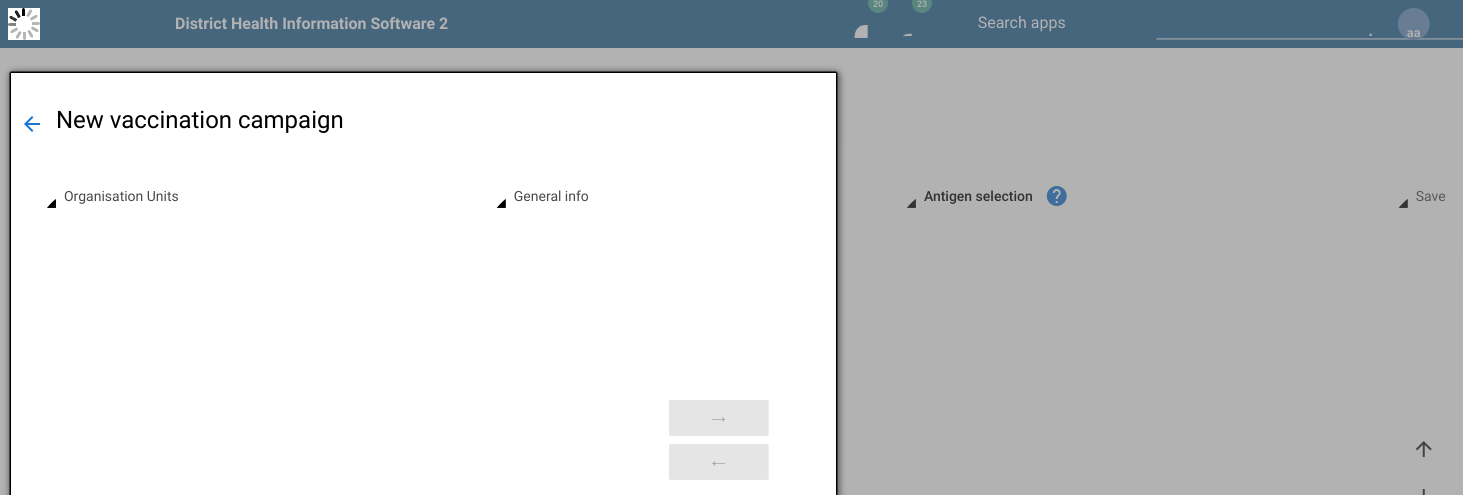 District Health Information Software 2
20
23
Search apps
aa
New vaccination campaign
Organisation Units
General info
Antigen selection ?
Save
→
←